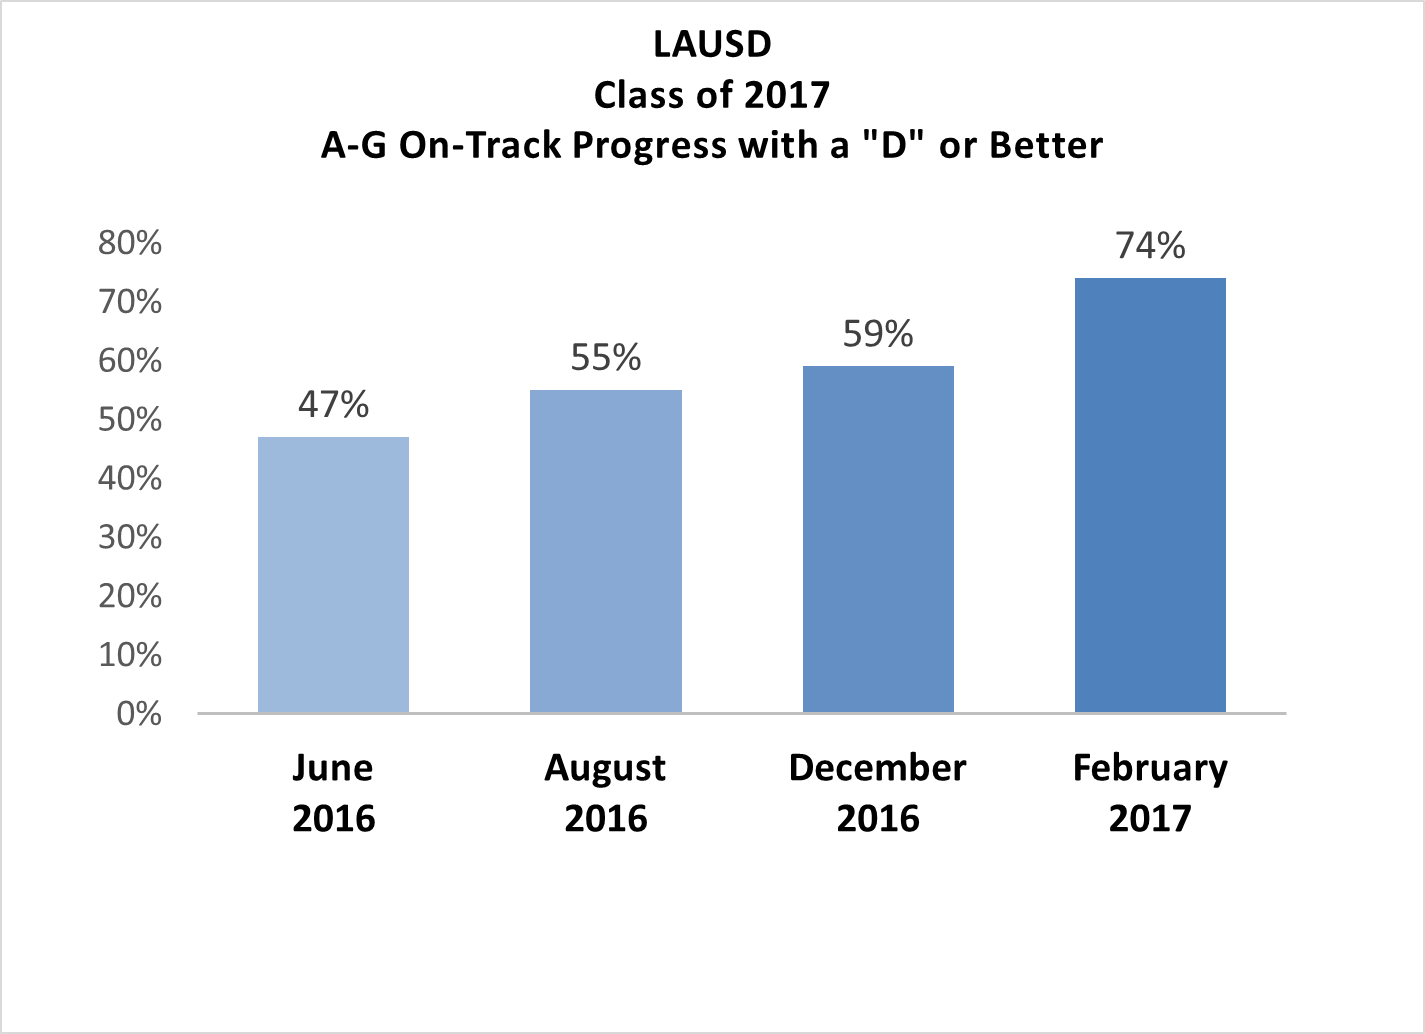 LAUSD
Class of 2017
A-G On-Track Progress with a "D" or Better
80%
70%
60%
50%
40%
30%
20%
10%
0%
47%
55%
59%
74%
June
2016
August
2016
December
2016
February
2017